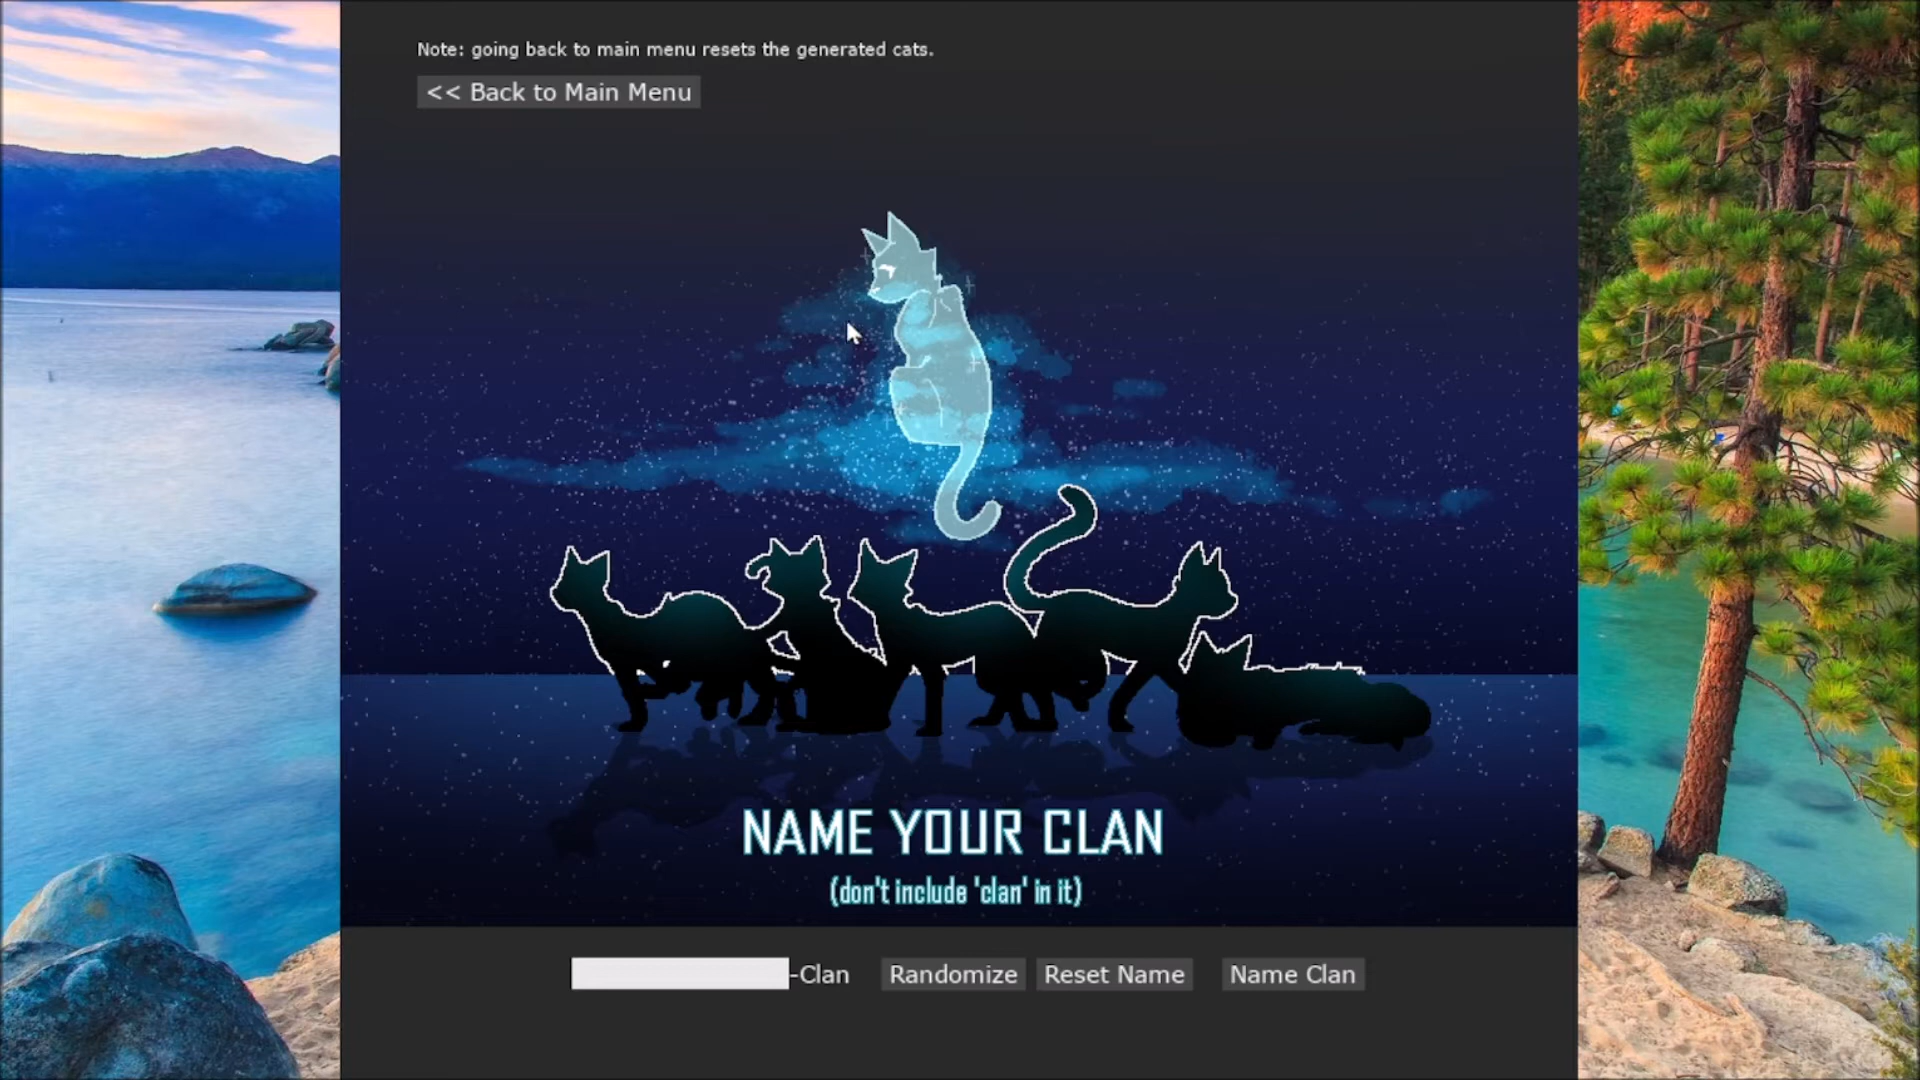 Note: going back to main menu resets the generated cats.
<< Back to Main Menu
NAME YOUR CLAN
(don't include 'clan' in it)
-Clan Randomize Reset Name Name Clan